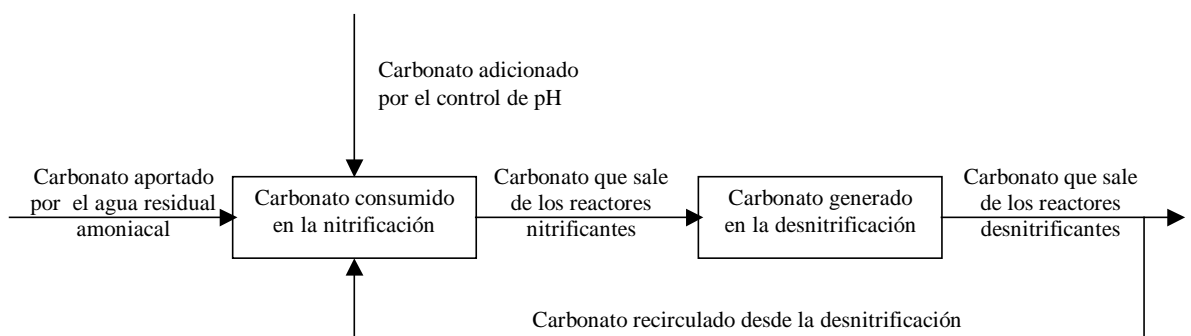 Carbonato adicionado
por el control de pH
Carbonato aportado
por el agua residual
amoniacal
Carbonato consumido
en la nitrificación
Carbonato que sale
de los reactores
nitrificantes
Carbonato generado
en la desnitrificación
Carbonato que sale
de los reactores
desnitrificantes
Carbonato recirculado desde la desnitrificación